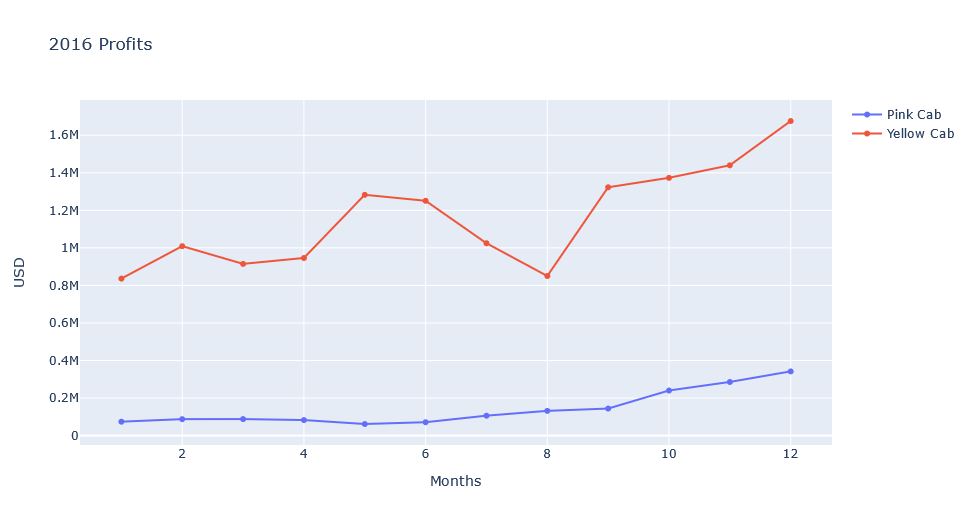 2016 Profits
Pink Cab
Yellow Cab
1.6M
1.4M
1.2M
1M
0.8M
0.6M
0.4M
0.2M
0
USD
2 4 6 8 10 12
Months